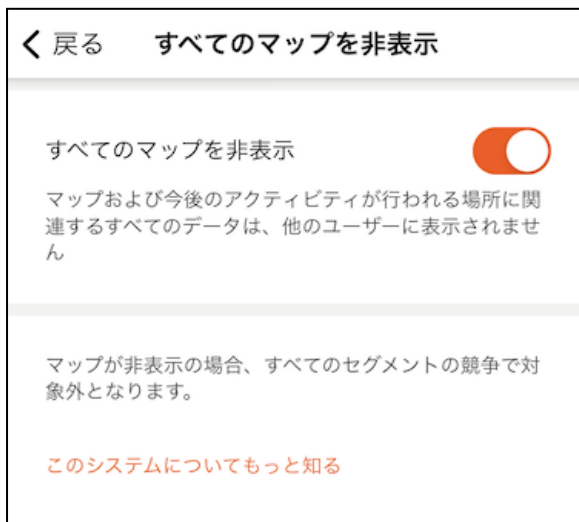 戻る すべてのマップを非表示
すべてのマップを非表示
マップおよび今後のアクティビティが行われる場所に関
連するすべてのデータは、他のユーザーに表示されませ
ん
マップが非表示の場合、すべてのセグメントの競争で対
象外となります。
このシステムについてもっと知る